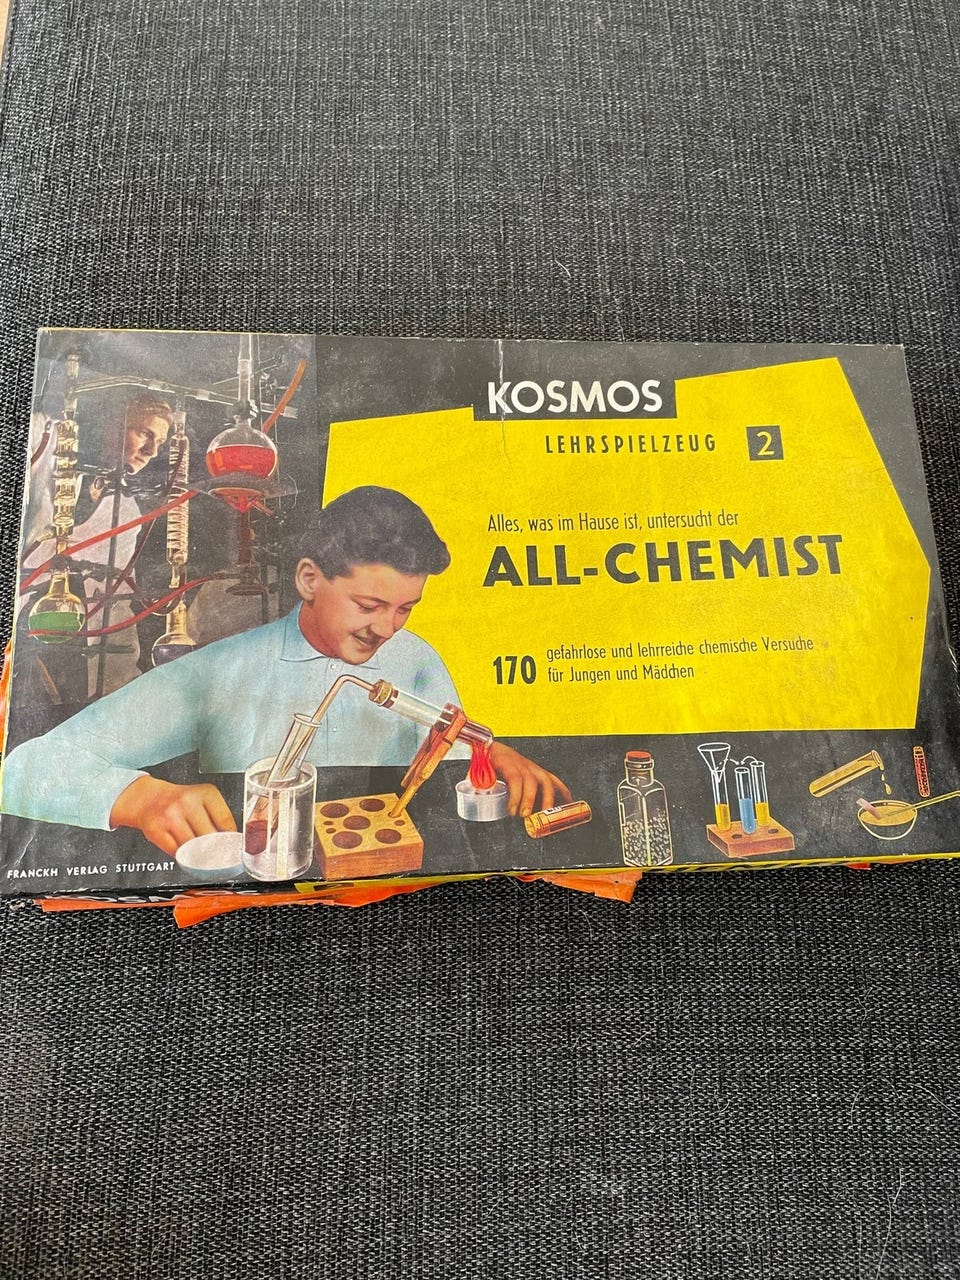 KOSMOS
LEHRSPIELZEUG 2
Alles, was im Hause ist, untersucht der
ALL-CHEMIST
170 gefahrlose und lehrreiche chemische Versuche
für Jungen und Mädchen
FRANCKH VERLAG STUTTGART
KOSMOS